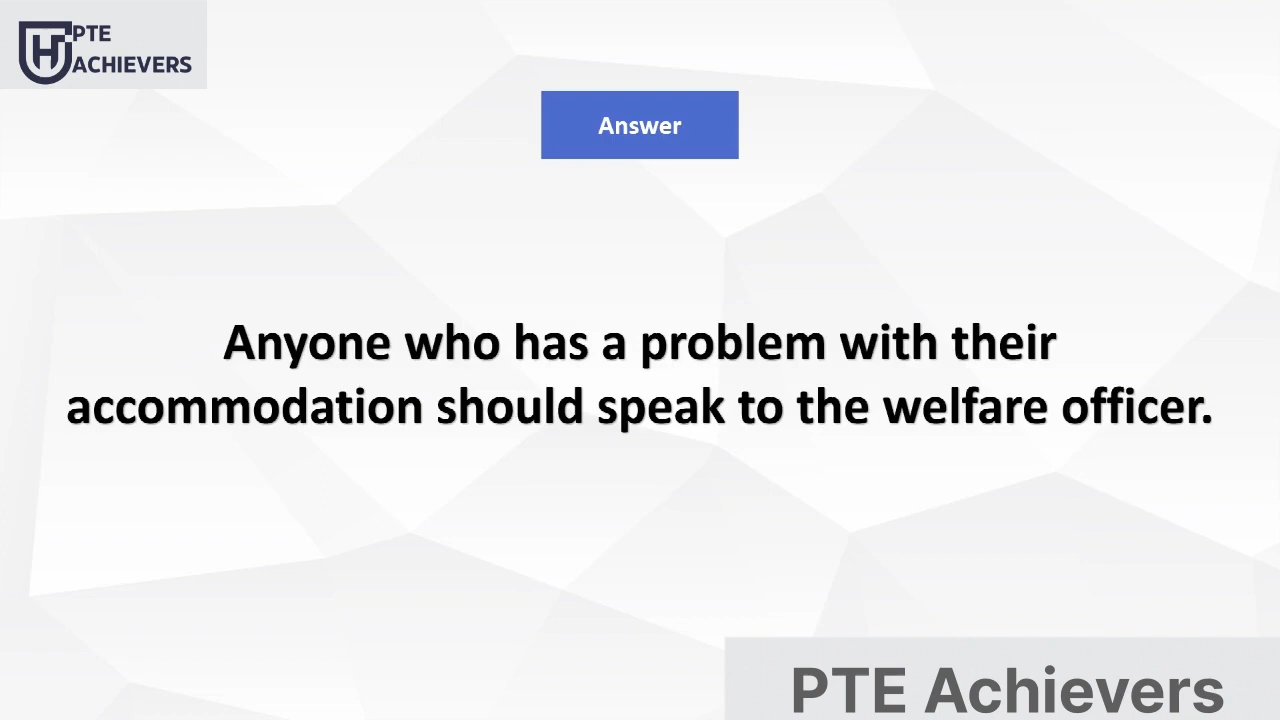 PTE
ACHIEVERS
Answer
Anyone who has a problem with their
accommodation should speak to the welfare officer.
PTE Achievers